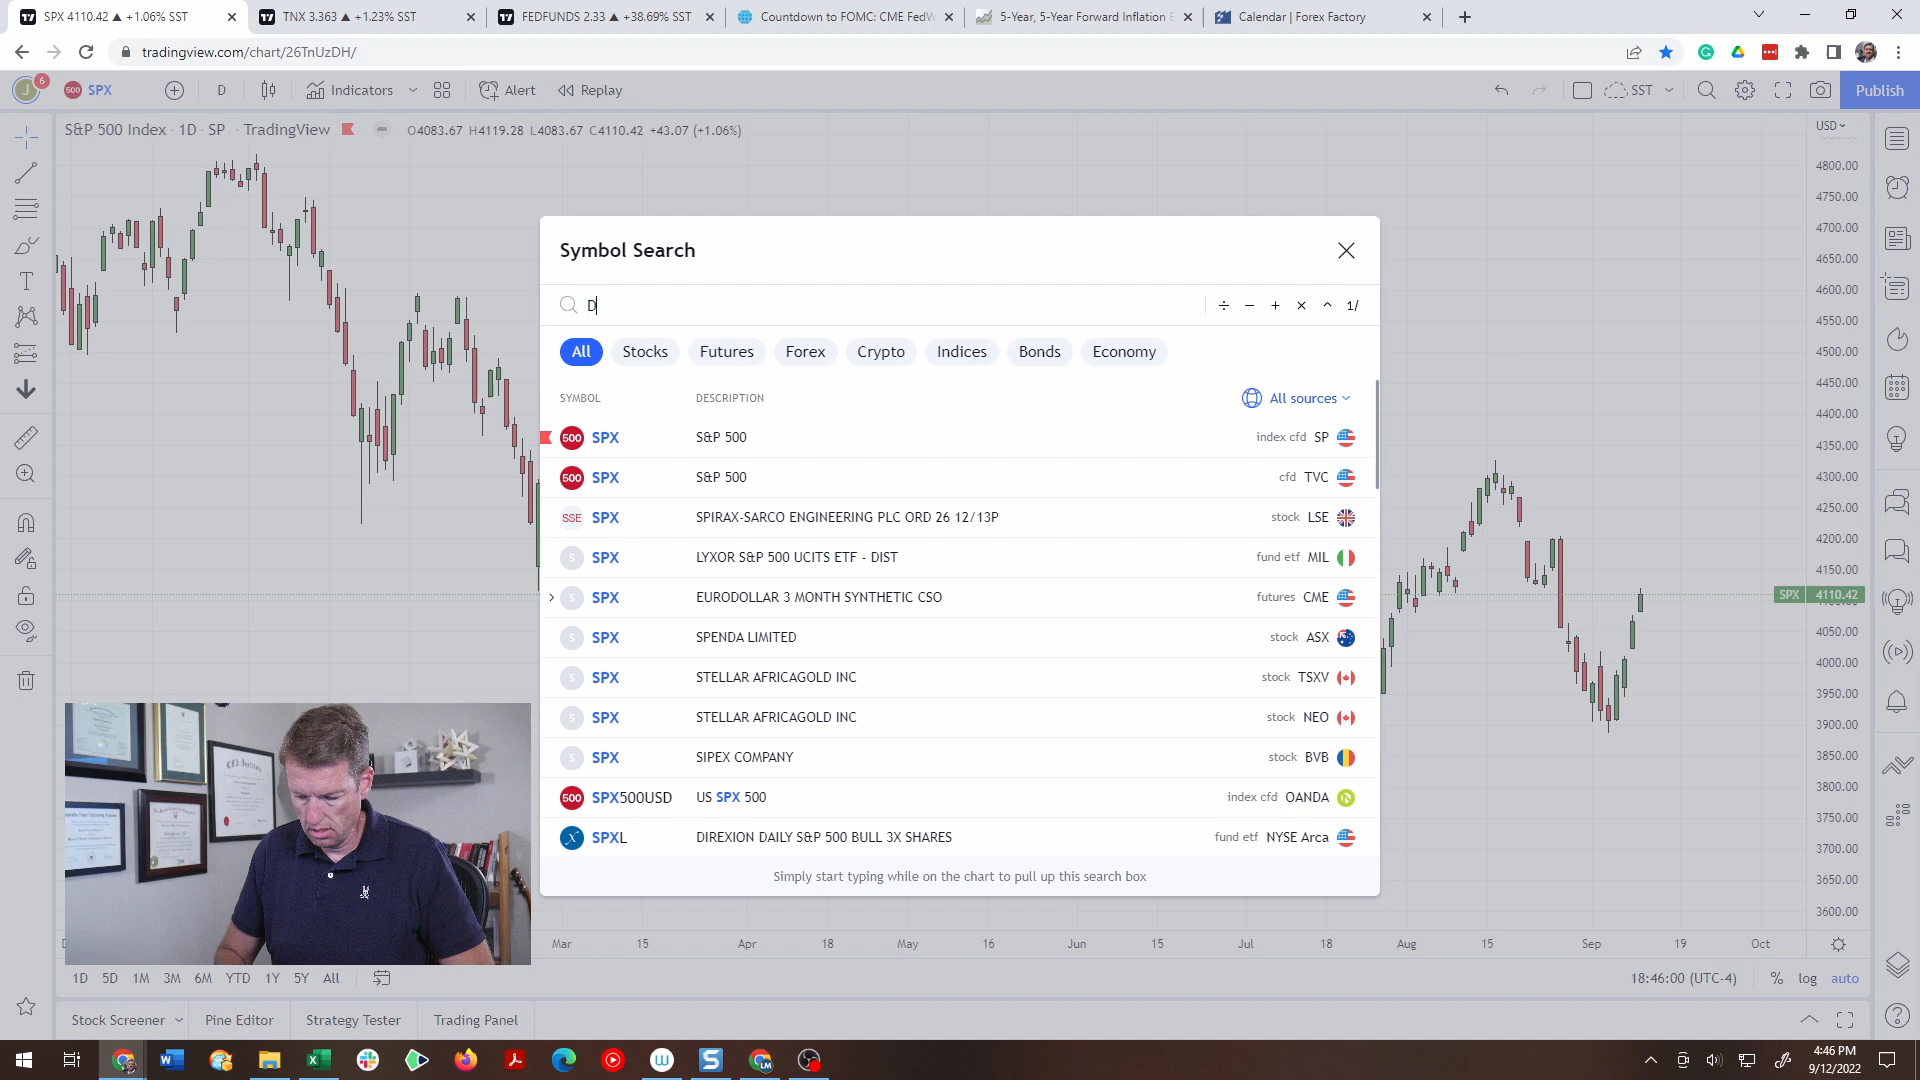 SPX 4110.42 ▲ +1.06% SST
TNX 3.363 ▲ +1.23% SST
FEDFUNDS 2.33 ▲ +38.69% SST
Countdown to FOMC: CME FedW
5-Year, 5-Year Forward Inflation E
Calendar | Forex Factory
tradingview.com/chart/26TnUzDH/
J 6 500 SPX D Indicators Alert Replay SST Publish
S&P 500 Index · 1D · SP · TradingView O4083.67 H4119.28 L4083.67 C4110.42 +43.07 (+1.06%)
USD
4800.00
4750.00
4700.00
4650.00
4600.00
4550.00
4500.00
4450.00
4400.00
4350.00
4300.00
4250.00
4200.00
4150.00
SPX 4110.42
4050.00
4000.00
3950.00
3900.00
3850.00
3800.00
3750.00
3700.00
3650.00
3600.00
Symbol Search
D ÷ − + × ^ 1/
All Stocks Futures Forex Crypto Indices Bonds Economy
SYMBOL DESCRIPTION All sources
500 SPX S&P 500 index cfd SP
500 SPX S&P 500 cfd TVC
SSE SPX SPIRAX-SARCO ENGINEERING PLC ORD 26 12/13P stock LSE
S SPX LYXOR S&P 500 UCITS ETF - DIST fund etf MIL
S SPX EURODOLLAR 3 MONTH SYNTHETIC CSO futures CME
S SPX SPENDA LIMITED stock ASX
S SPX STELLAR AFRICAGOLD INC stock TSXV
S SPX STELLAR AFRICAGOLD INC stock NEO
S SPX SIPEX COMPANY stock BVB
500 SPX500USD US SPX 500 index cfd OANDA
SPXL DIREXION DAILY S&P 500 BULL 3X SHARES fund etf NYSE Arca
Simply start typing while on the chart to pull up this search box
Mar 15 Apr 18 May 16 Jun 15 Jul 18 Aug 15 Sep 19 Oct
1D 5D 1M 3M 6M YTD 1Y 5Y All
18:46:00 (UTC-4) % log auto
Stock Screener Pine Editor Strategy Tester Trading Panel
4:46 PM
9/12/2022